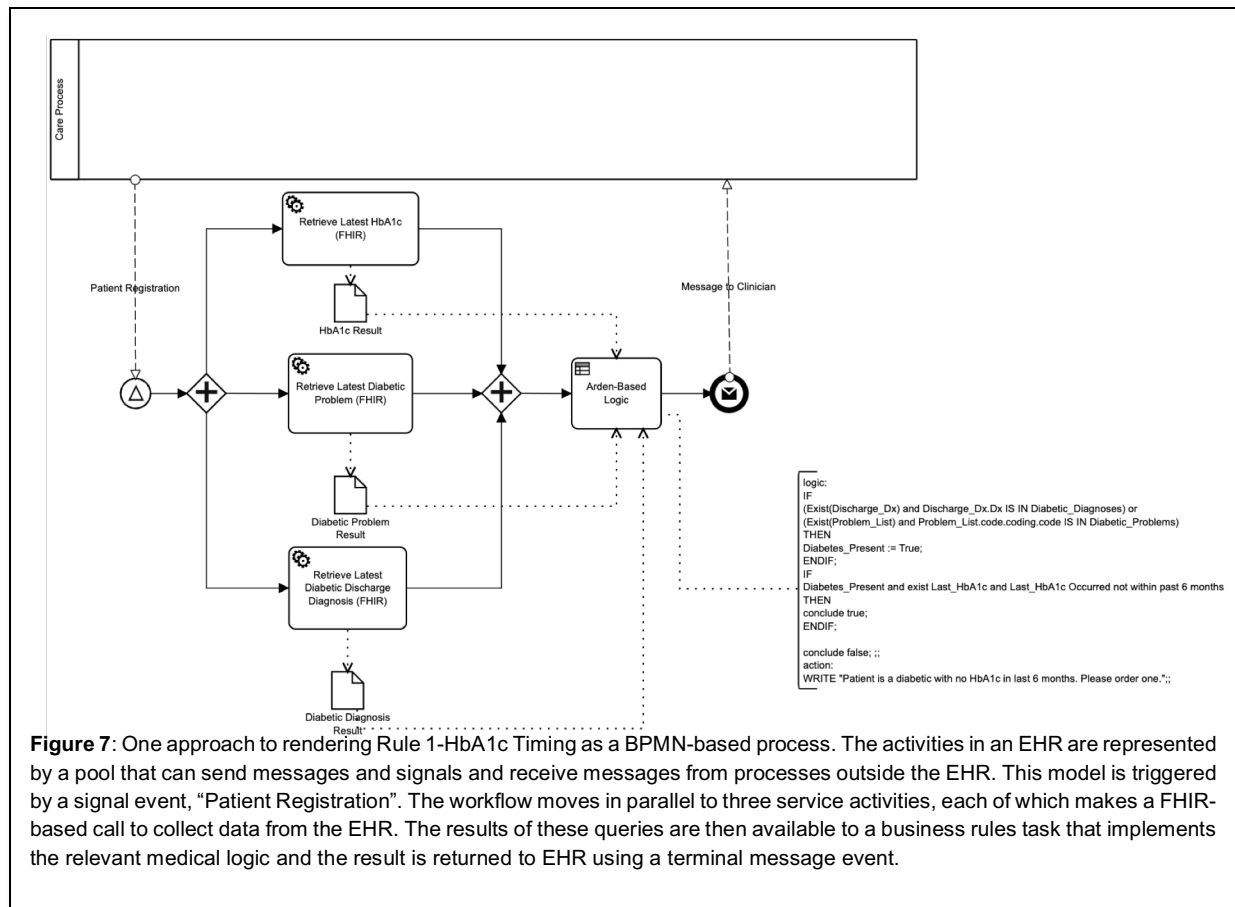 Care Process
Retrieve Latest HbA1c
(FHIR)
Patient Registration
Message to Clinician
HbA1c Result
Retrieve Latest Diabetic
Problem (FHIR)
Arden-Based
Logic
Diabetic Problem
Result
Retrieve Latest
Diabetic Discharge
Diagnosis (FHIR)
Diabetic Diagnosis
Result
logic:
IF
(Exist(Discharge_Dx) and Discharge_Dx.Dx IS IN Diabetic_Diagnoses) or
(Exist(Problem_List) and Problem_List.code.coding.code IS IN Diabetic_Problems)
THEN
Diabetes_Present := True;
ENDIF;
IF
Diabetes_Present and exist Last_HbA1c and Last_HbA1c Occurred not within past 6 months
THEN
conclude true;
ENDIF;
conclude false; ;;
action:
WRITE "Patient is a diabetic with no HbA1c in last 6 months. Please order one.";;
Figure 7: One approach to rendering Rule 1-HbA1c Timing as a BPMN-based process. The activities in an EHR are represented
by a pool that can send messages and signals and receive messages from processes outside the EHR. This model is triggered
by a signal event, “Patient Registration”. The workflow moves in parallel to three service activities, each of which makes a FHIR-
based call to collect data from the EHR. The results of these queries are then available to a business rules task that implements
the relevant medical logic and the result is returned to EHR using a terminal message event.